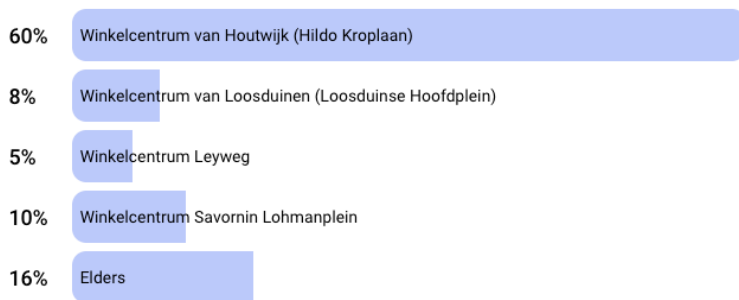 60% Winkelcentrum van Houtwijk (Hildo Kroplaan)
8% Winkelcentrum van Loosduinen (Loosduinse Hoofdplein)
5% Winkelcentrum Leyweg
10% Winkelcentrum Savornin Lohmanplein
16% Elders